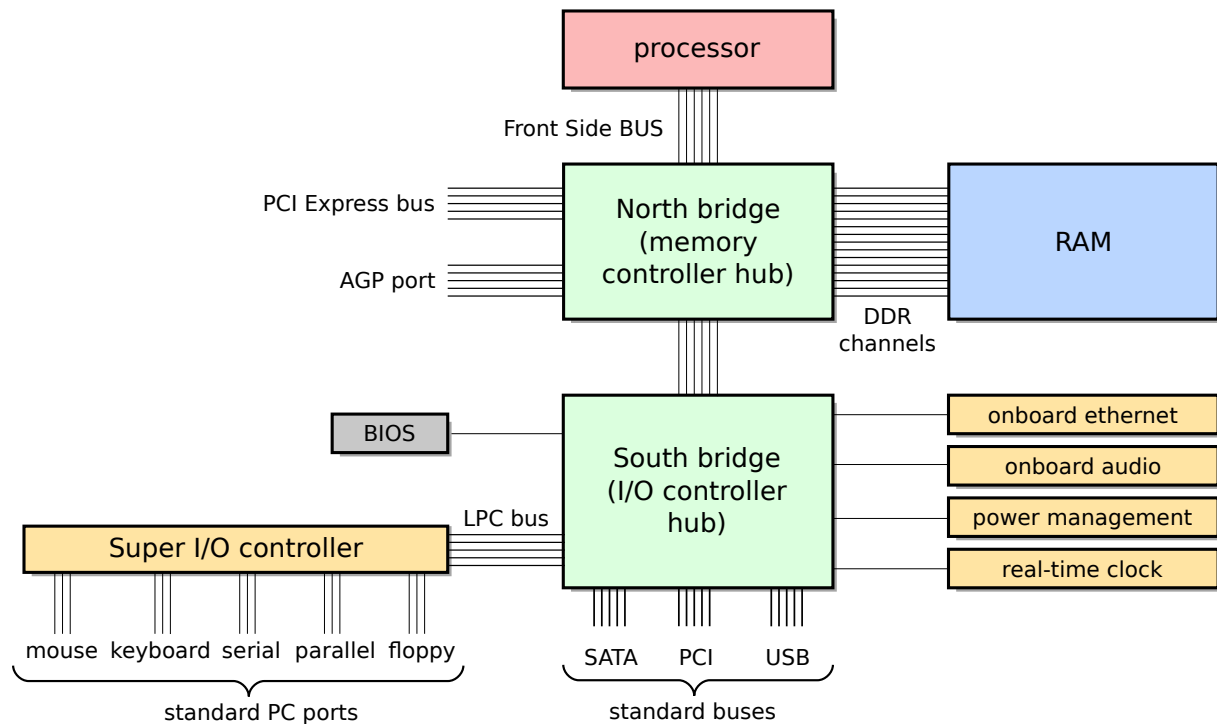 processor
Front Side BUS
PCI Express bus
North bridge
(memory
controller hub)
RAM
AGP port
DDR
channels
BIOS
South bridge
(I/O controller
hub)
onboard ethernet
onboard audio
power management
real-time clock
LPC bus
Super I/O controller
mouse keyboard serial parallel floppy
standard PC ports
SATA PCI USB
standard buses